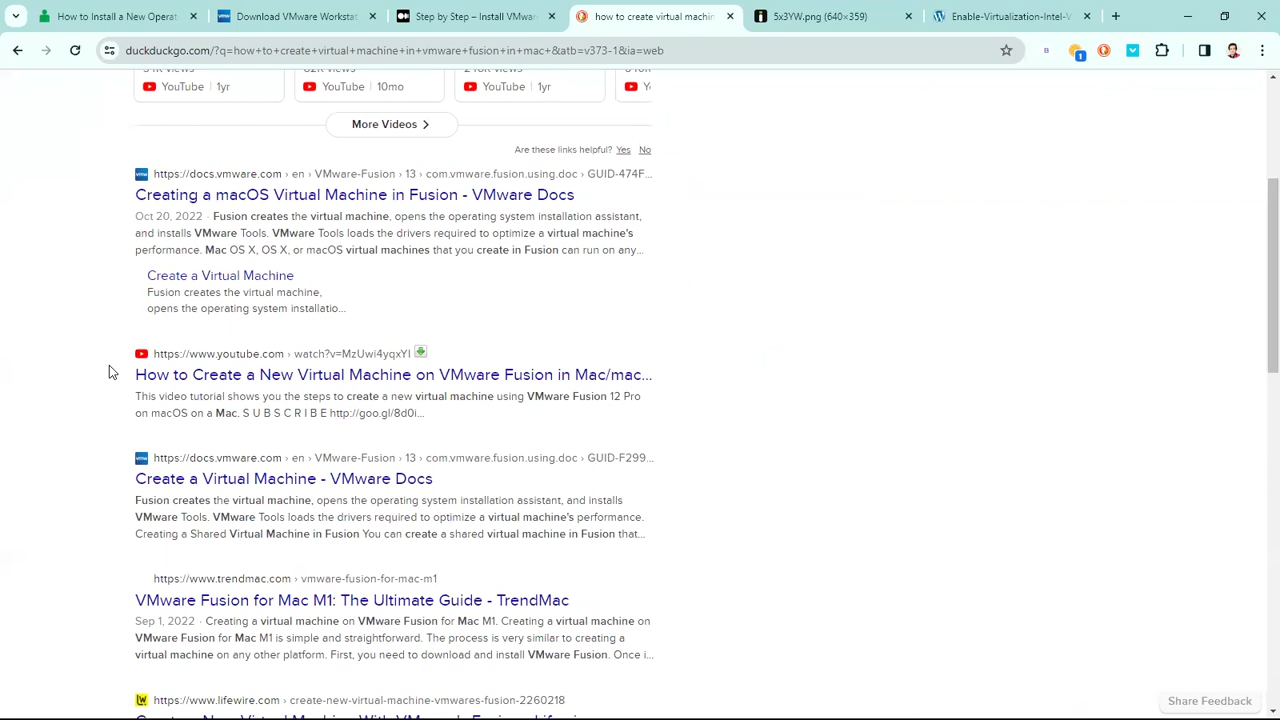 How to Install a New Operat
Download VMware Workstat
Step by Step – Install VMware
how to create virtual machin
5x3YW.png (640×359)
Enable-Virtualization-Intel-V
duckduckgo.com/?q=how+to+create+virtual+machine+in+vmware+fusion+in+mac+&atb=v373-1&ia=web
1
YouTube | 1yr
YouTube | 10mo
YouTube | 1yr
More Videos
Are these links helpful? Yes No
https://docs.vmware.com › en › VMware-Fusion › 13 › com.vmware.fusion.using.doc › GUID-474F...
Creating a macOS Virtual Machine in Fusion - VMware Docs
Oct 20, 2022 · Fusion creates the virtual machine, opens the operating system installation assistant,
and installs VMware Tools. VMware Tools loads the drivers required to optimize a virtual machine's
performance. Mac OS X, OS X, or macOS virtual machines that you create in Fusion can run on any...
Create a Virtual Machine
Fusion creates the virtual machine,
opens the operating system installatio...
https://www.youtube.com › watch?v=MzUwi4yqxYI
How to Create a New Virtual Machine on VMware Fusion in Mac/mac...
This video tutorial shows you the steps to create a new virtual machine using VMware Fusion 12 Pro
on macOS on a Mac. S U B S C R I B E http://goo.gl/8d0i...
https://docs.vmware.com › en › VMware-Fusion › 13 › com.vmware.fusion.using.doc › GUID-F299...
Create a Virtual Machine - VMware Docs
Fusion creates the virtual machine, opens the operating system installation assistant, and installs
VMware Tools. VMware Tools loads the drivers required to optimize a virtual machine's performance.
Creating a Shared Virtual Machine in Fusion You can create a shared virtual machine in Fusion that...
https://www.trendmac.com › vmware-fusion-for-mac-m1
VMware Fusion for Mac M1: The Ultimate Guide - TrendMac
Sep 1, 2022 · Creating a virtual machine on VMware Fusion for Mac M1. Creating a virtual machine on
VMware Fusion for Mac M1 is simple and straightforward. The process is very similar to creating a
virtual machine on any other platform. First, you need to download and install VMware Fusion. Once i...
https://www.lifewire.com › create-new-virtual-machine-vmwares-fusion-2260218
Share Feedback